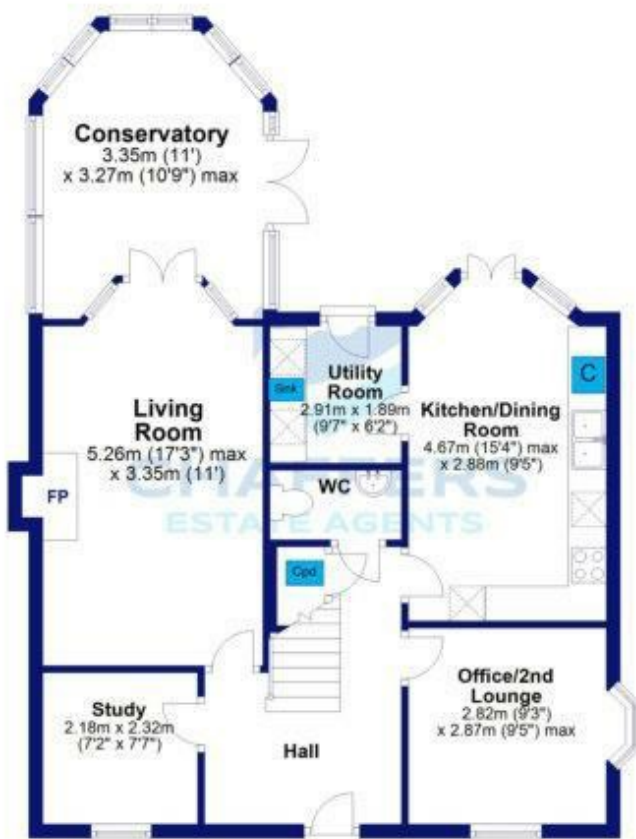 Conservatory
3.35m (11')
x 3.27m (10'9") max
Living
Room
5.26m (17'3") max
x 3.35m (11')
FP
Sink
Utility
Room
2.91m x 1.89m
(9'7" x 6'2")
Kitchen/Dining
Room
4.67m (15'4") max
x 2.88m (9'5")
C
WC
CHAFFERS
ESTATE AGENTS
Cpd
Study
2.18m x 2.32m
(7'2" x 7'7")
Hall
Office/2nd
Lounge
2.82m (9'3")
x 2.87m (9'5") max